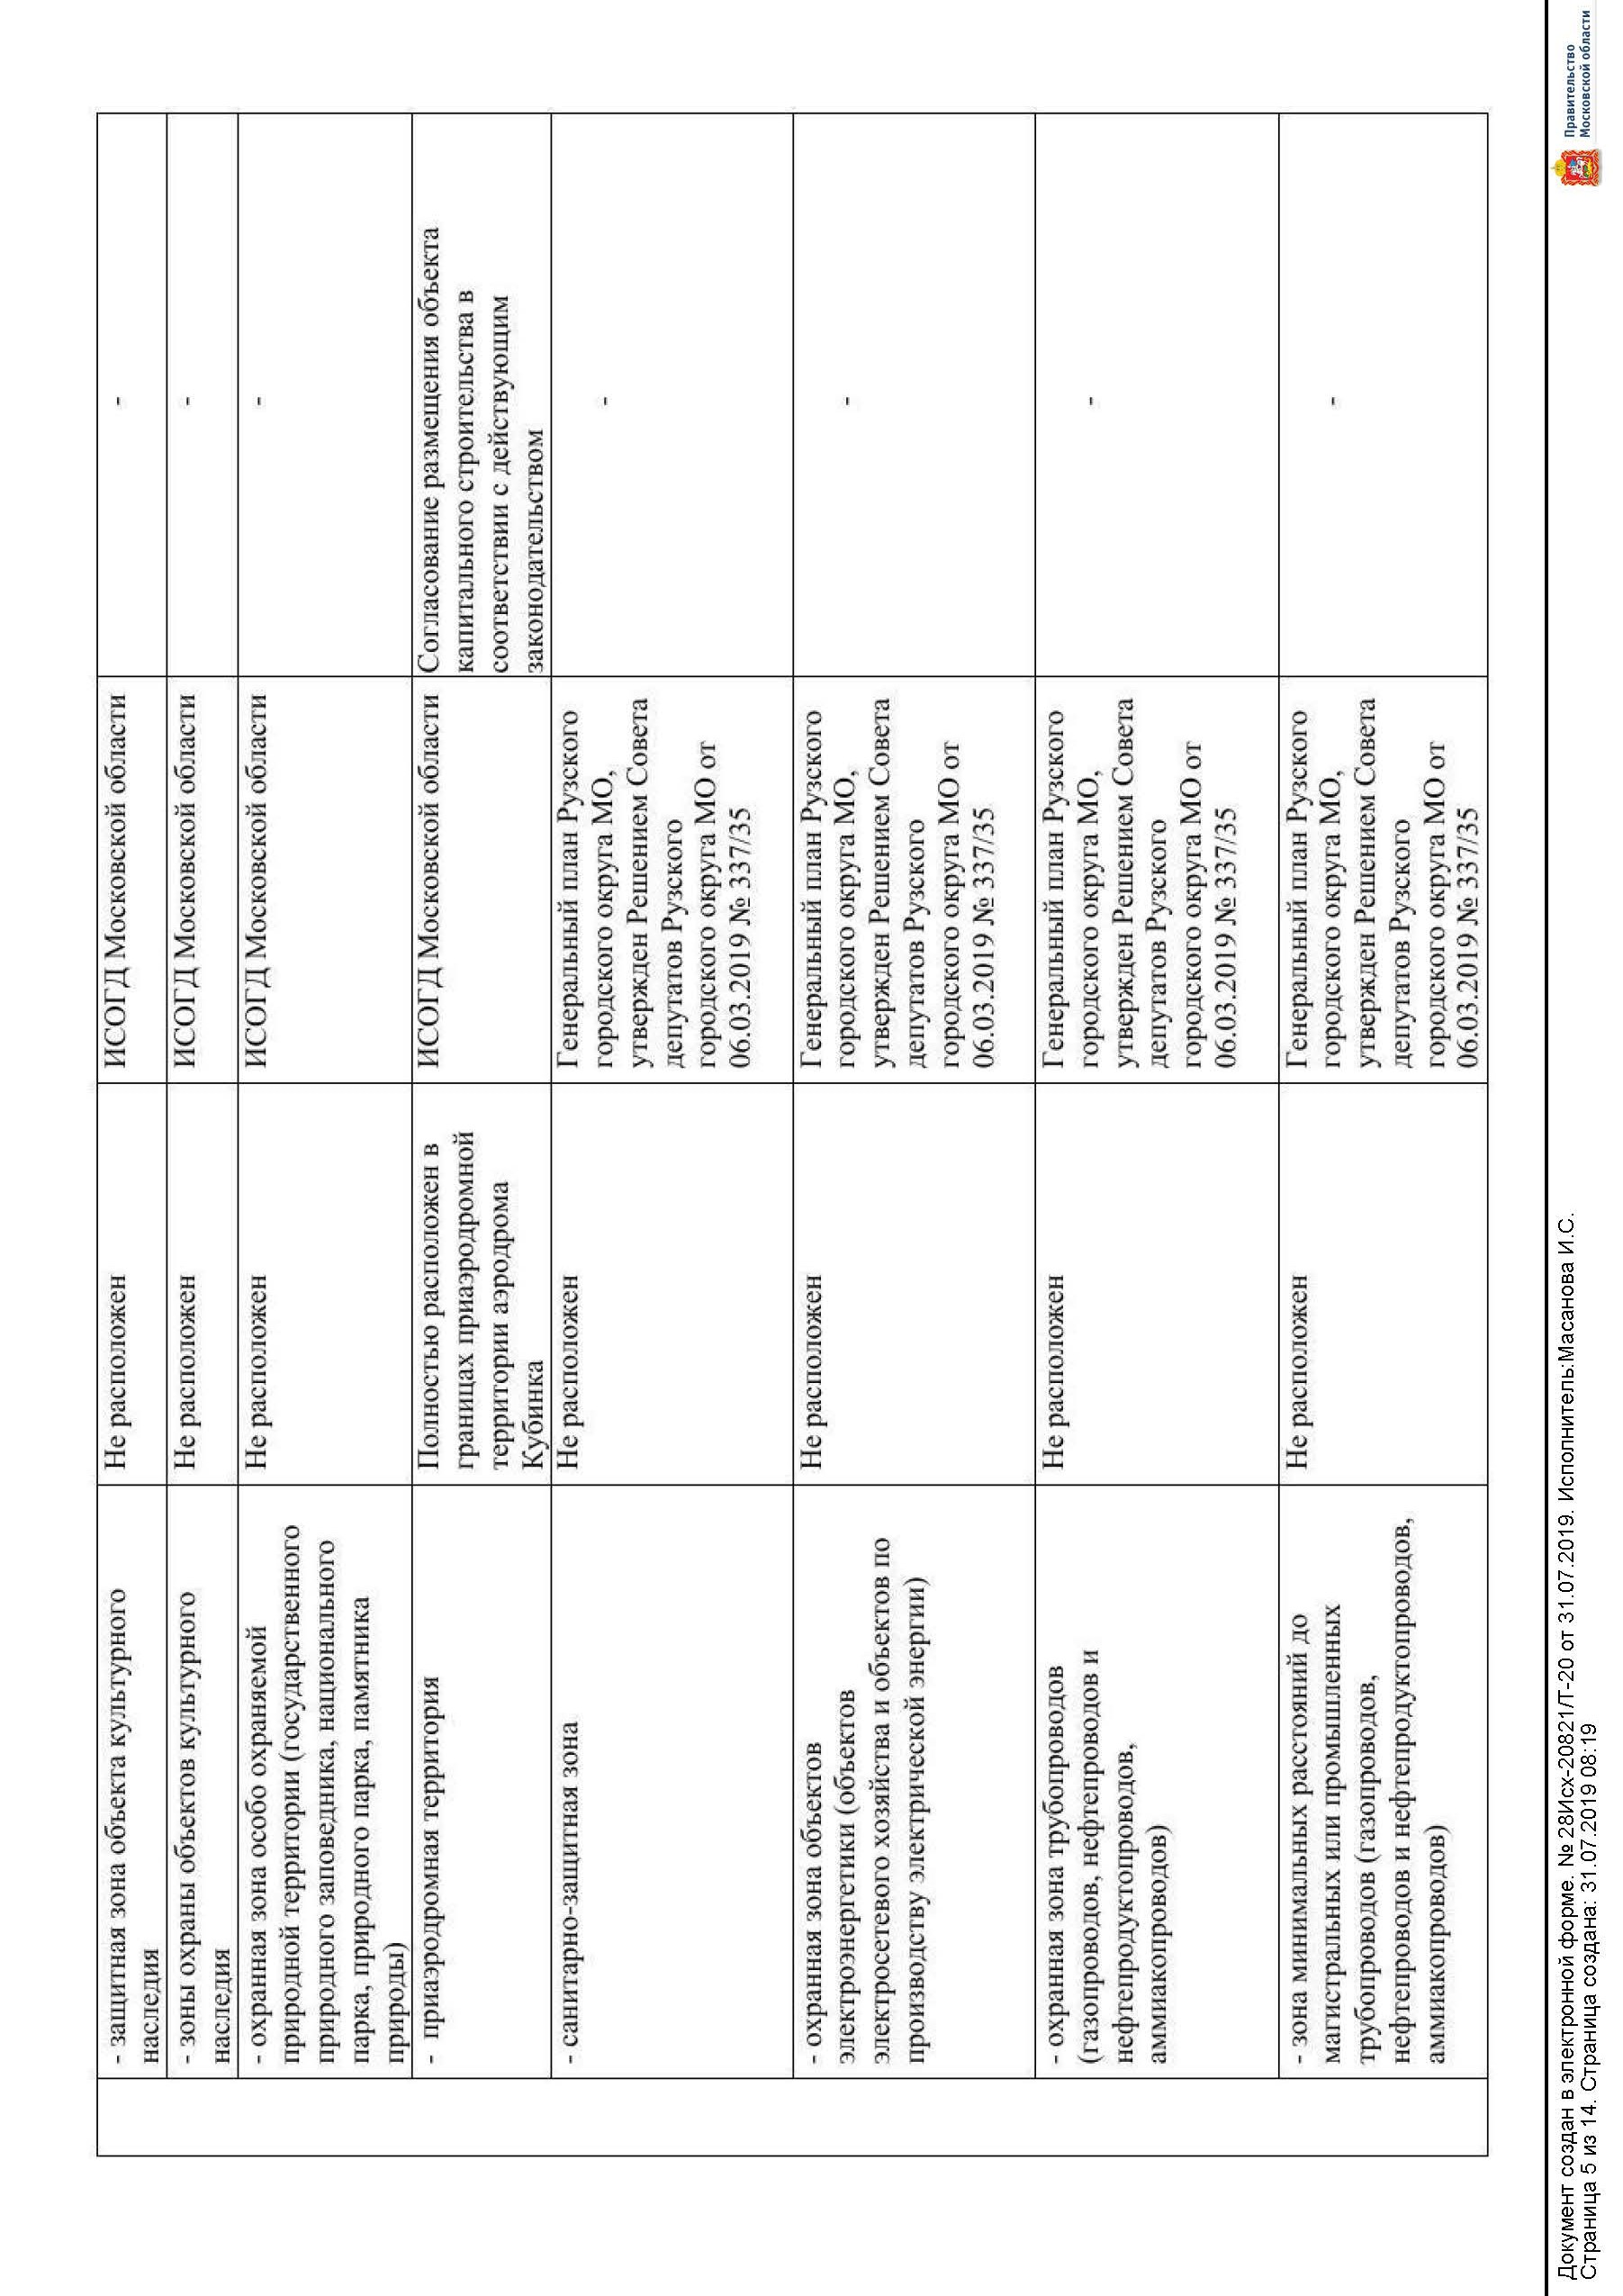 - защитная зона объекта культурного
наследия
Не расположен
ИСОГД Московской области
-
- зоны охраны объектов культурного
наследия
Не расположен
ИСОГД Московской области
-
- охранная зона особо охраняемой
природной территории (государственного
природного заповедника, национального
парка, природного парка, памятника
природы)
Не расположен
ИСОГД Московской области
-
- приаэродромная территория
Полностью расположен в
границах приаэродромной
территории аэродрома
Кубинка
ИСОГД Московской области
Согласование размещения объекта
капитального строительства в
соответствии с действующим
законодательством
- санитарно-защитная зона
Не расположен
Генеральный план Рузского
городского округа МО,
утвержден Решением Совета
депутатов Рузского
городского округа МО от
06.03.2019 № 337/35
-
- охранная зона объектов
электроэнергетики (объектов
электросетевого хозяйства и объектов по
производству электрической энергии)
Не расположен
Генеральный план Рузского
городского округа МО,
утвержден Решением Совета
депутатов Рузского
городского округа МО от
06.03.2019 № 337/35
-
- охранная зона трубопроводов
(газопроводов, нефтепроводов и
нефтепродуктопроводов,
аммиакопроводов)
Не расположен
Генеральный план Рузского
городского округа МО,
утвержден Решением Совета
депутатов Рузского
городского округа МО от
06.03.2019 № 337/35
-
- зона минимальных расстояний до
магистральных или промышленных
трубопроводов (газопроводов,
нефтепроводов и нефтепродуктопроводов,
аммиакопроводов)
Не расположен
Генеральный план Рузского
городского округа МО,
утвержден Решением Совета
депутатов Рузского
городского округа МО от
06.03.2019 № 337/35
-
Документ создан в электронной форме. № 28Исх-20821/Т-20 от 31.07.2019. Исполнитель:Масанова И.С.
Страница 5 из 14. Страница создана: 31.07.2019 08:19
Правительство
Московской области